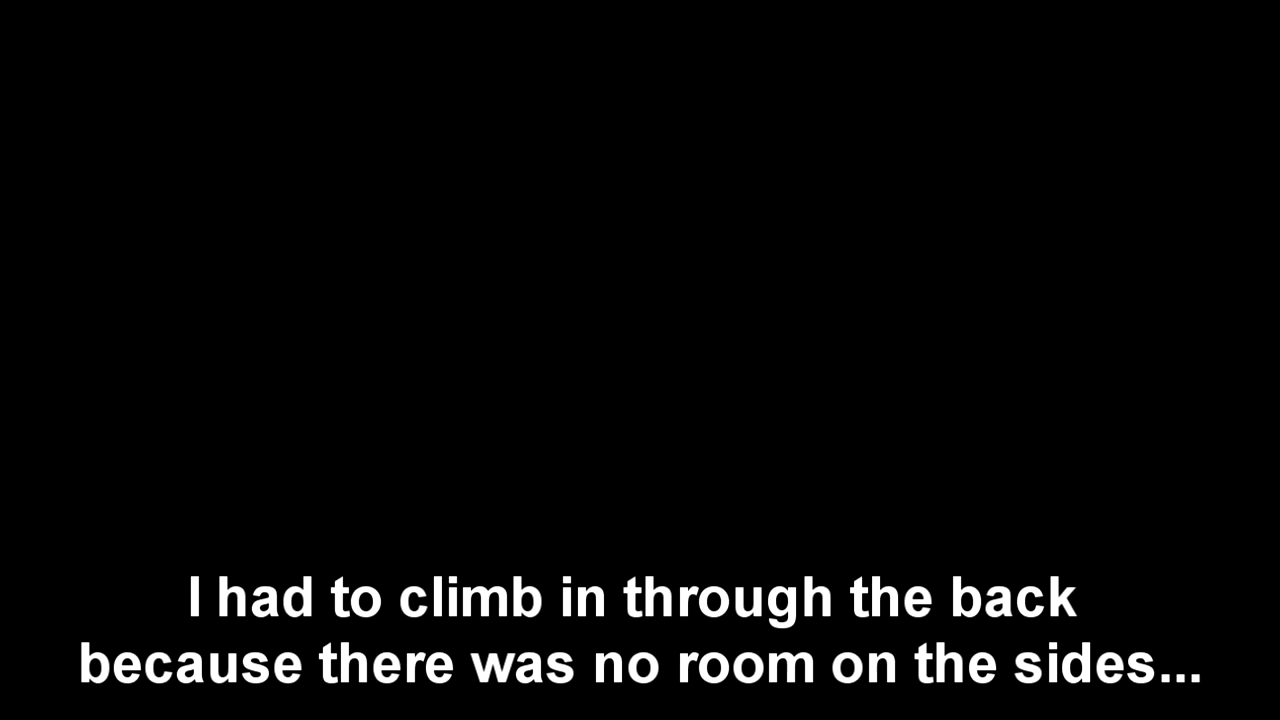 I had to climb in through the back
because there was no room on the sides...